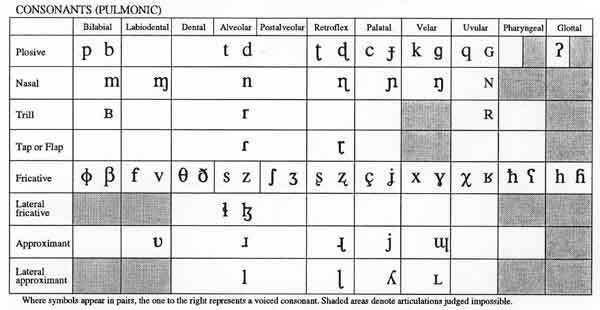 CONSONANTS (PULMONIC)
Bilabial Labiodental Dental Alveolar Postalveolar Retroflex Palatal Velar Uvular Pharyngeal Glottal
Plosive p b t d ʈ ɖ c ɟ k ɡ q ɢ ʔ
Nasal m ɱ n ɳ ɲ ŋ ɴ
Trill ʙ r ʀ
Tap or Flap ɾ ɽ
Fricative ɸ β f v θ ð s z ʃ ʒ ʂ ʐ ç ʝ x ɣ χ ʁ ħ ʕ h ɦ
Lateral fricative ɬ ɮ
Approximant ʋ ɹ ɻ j ɰ
Lateral approximant l ɭ ʎ ʟ
Where symbols appear in pairs, the one to the right represents a voiced consonant. Shaded areas denote articulations judged impossible.